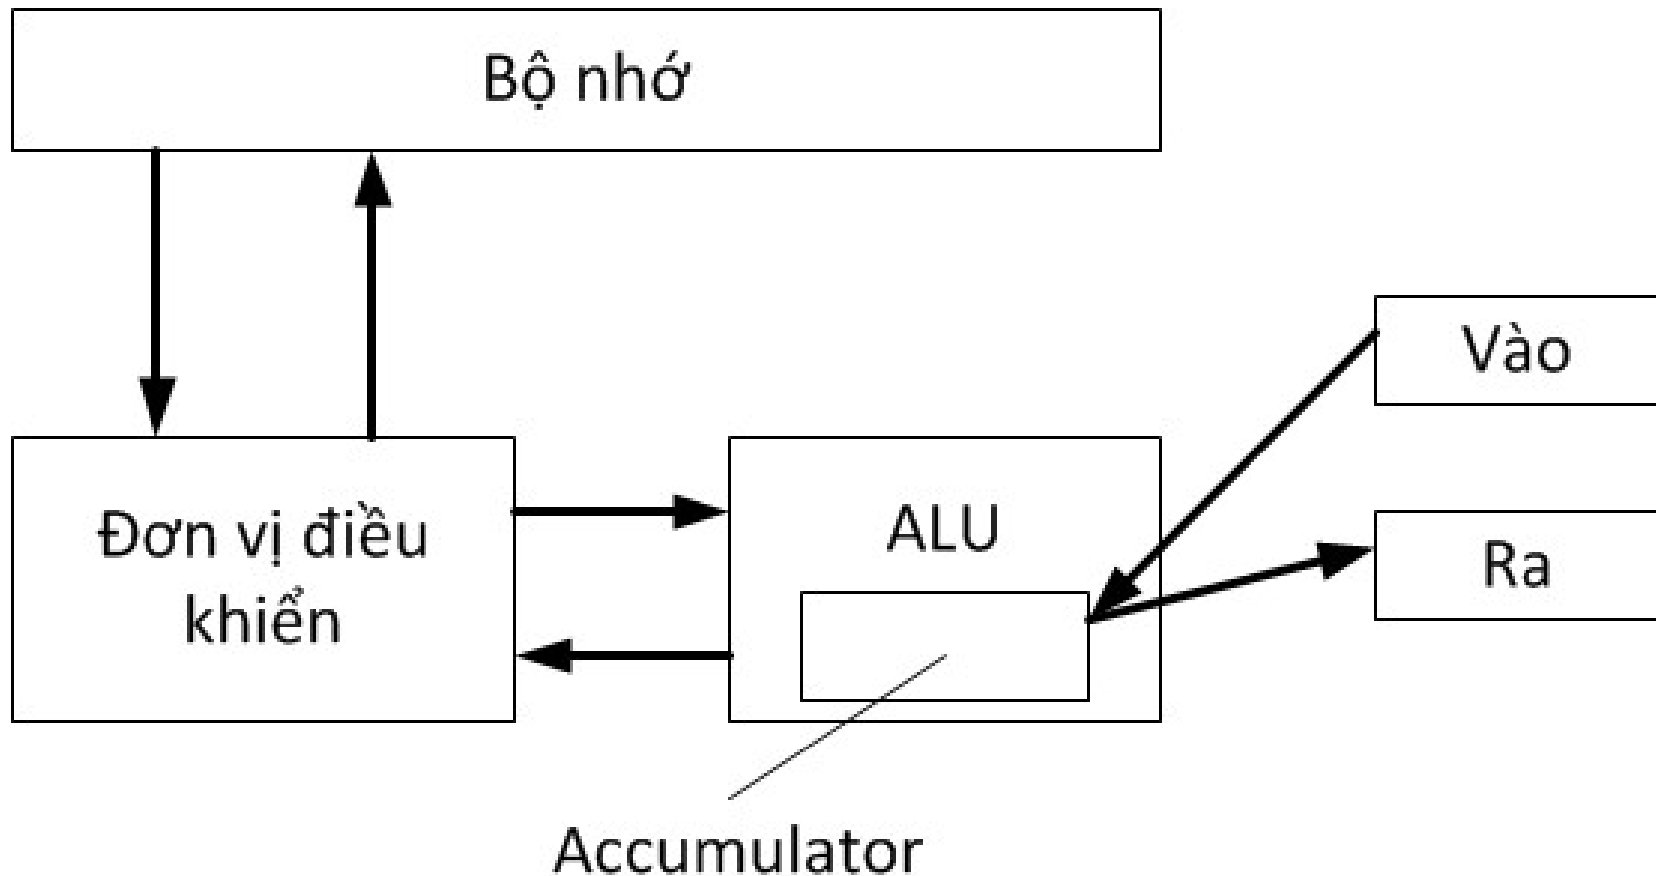 Bộ nhớ
Vào
Đơn vị điều
khiển
ALU
Ra
Accumulator